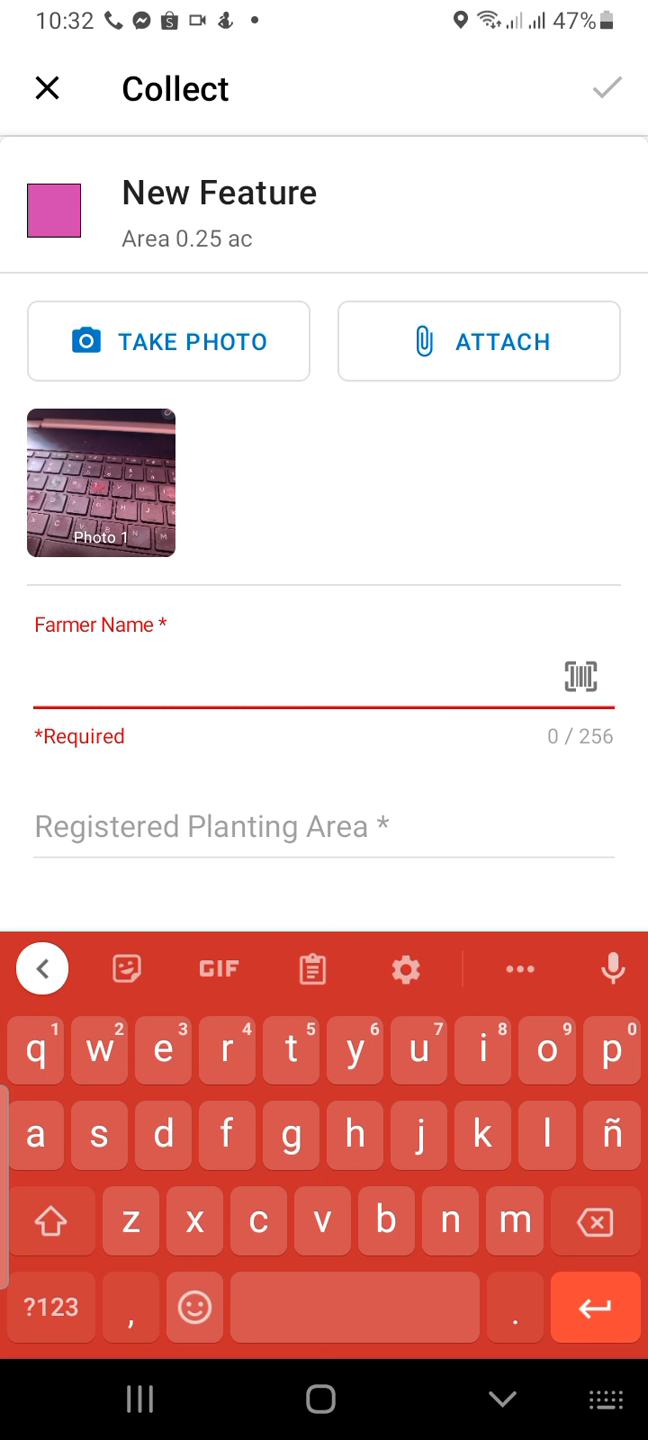 10:32 47%
Collect
New Feature
Area 0.25 ac
TAKE PHOTO ATTACH
Photo 1
Farmer Name *
*Required 0 / 256
Registered Planting Area *
GIF
q1 w2 e3 r4 t5 y6 u7 i8 o9 p0
a s d f g h j k l ñ
z x c v b n m
?123 , .